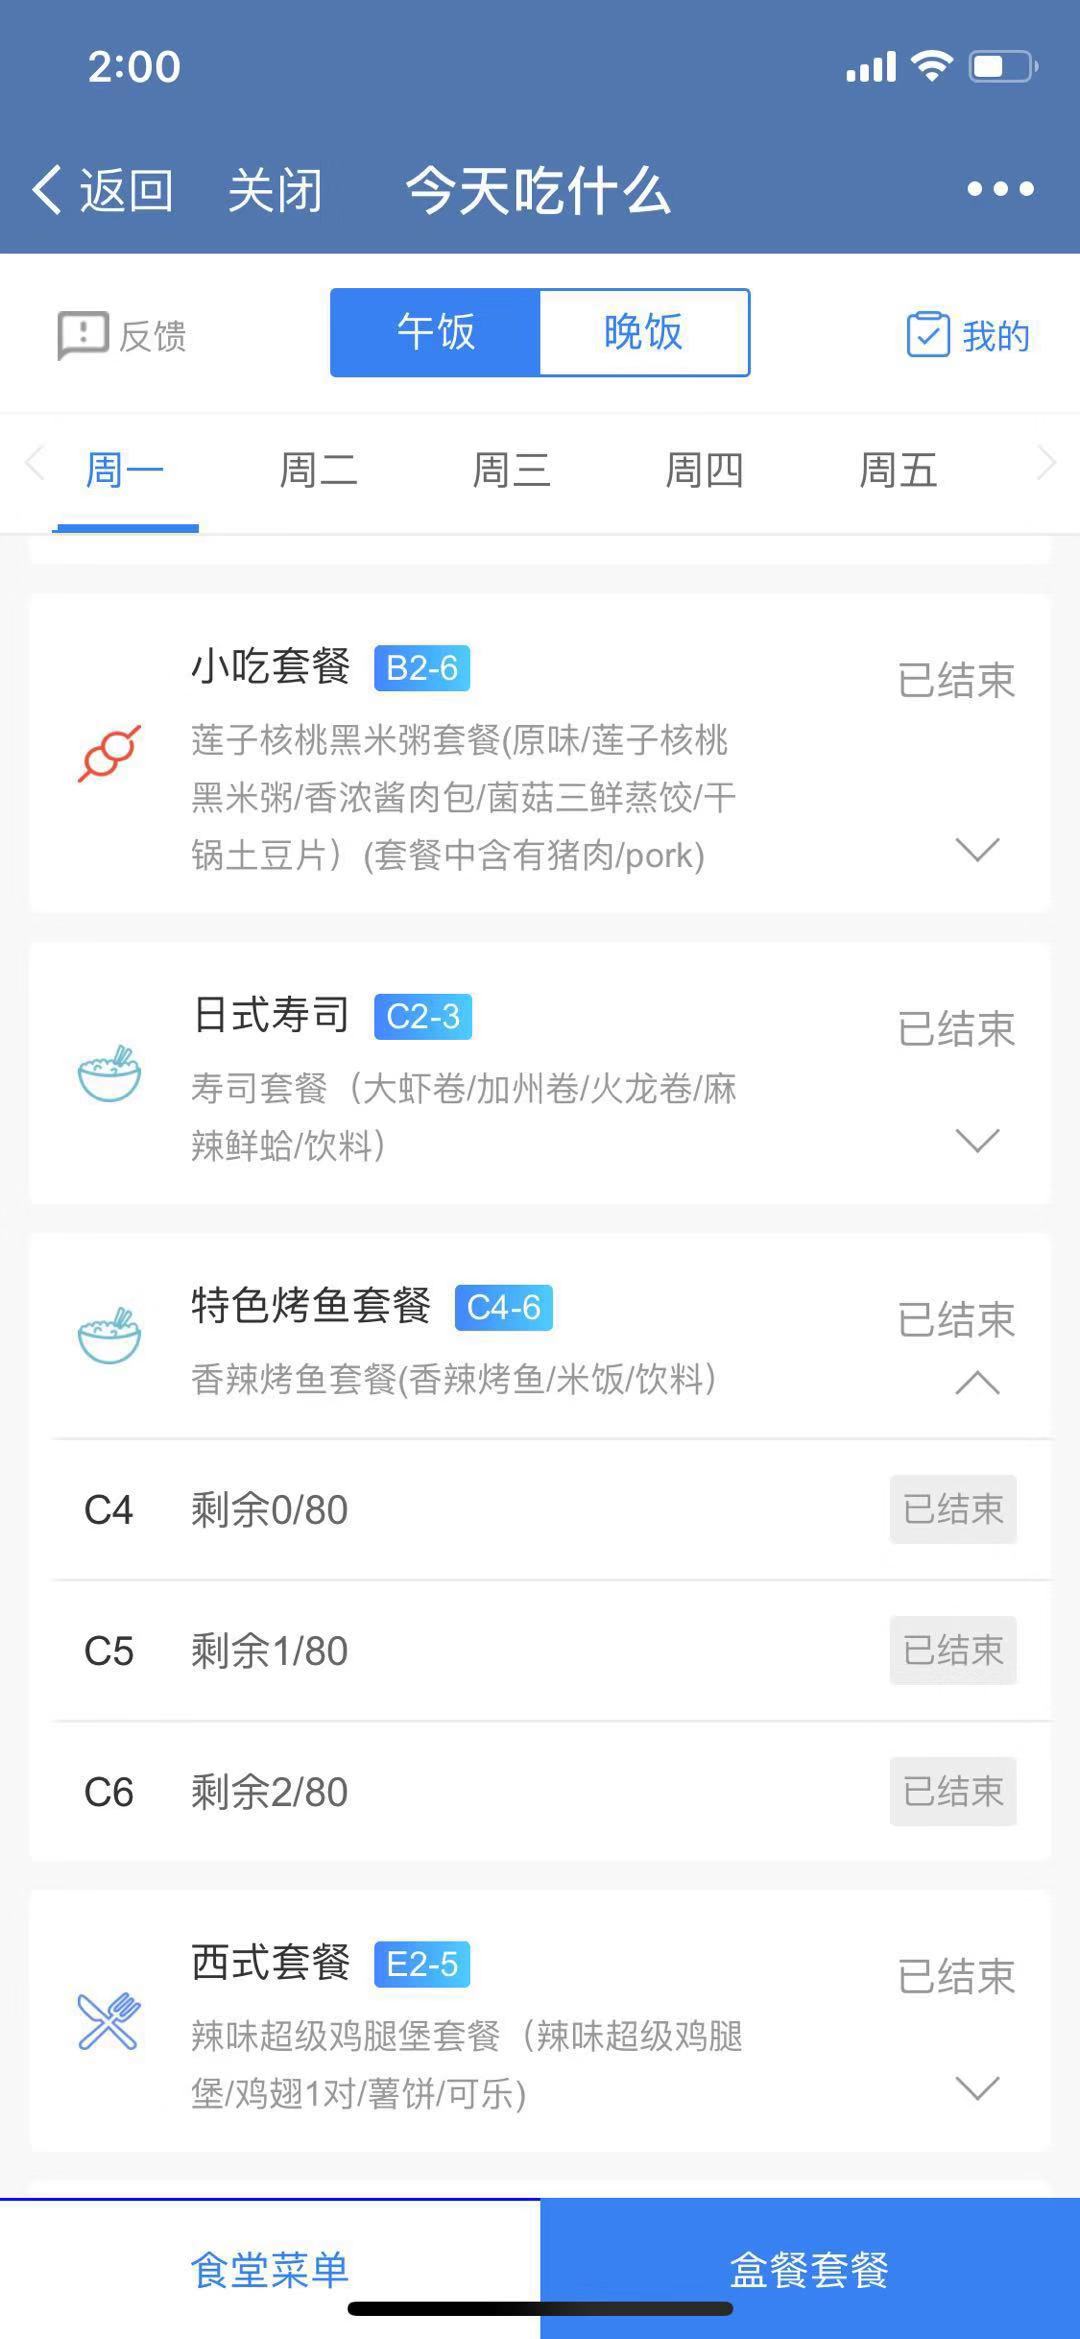 2:00
返回 关闭 今天吃什么
反馈 午饭 晚饭 我的
周一 周二 周三 周四 周五
小吃套餐 B2-6 已结束
莲子核桃黑米粥套餐(原味/莲子核桃
黑米粥/香浓酱肉包/菌菇三鲜蒸饺/干
锅土豆片）(套餐中含有猪肉/pork)
日式寿司 C2-3 已结束
寿司套餐（大虾卷/加州卷/火龙卷/麻
辣鲜蛤/饮料）
特色烤鱼套餐 C4-6 已结束
香辣烤鱼套餐(香辣烤鱼/米饭/饮料）
C4 剩余0/80 已结束
C5 剩余1/80 已结束
C6 剩余2/80 已结束
西式套餐 E2-5 已结束
辣味超级鸡腿堡套餐（辣味超级鸡腿
堡/鸡翅1对/薯饼/可乐)
食堂菜单 盒餐套餐